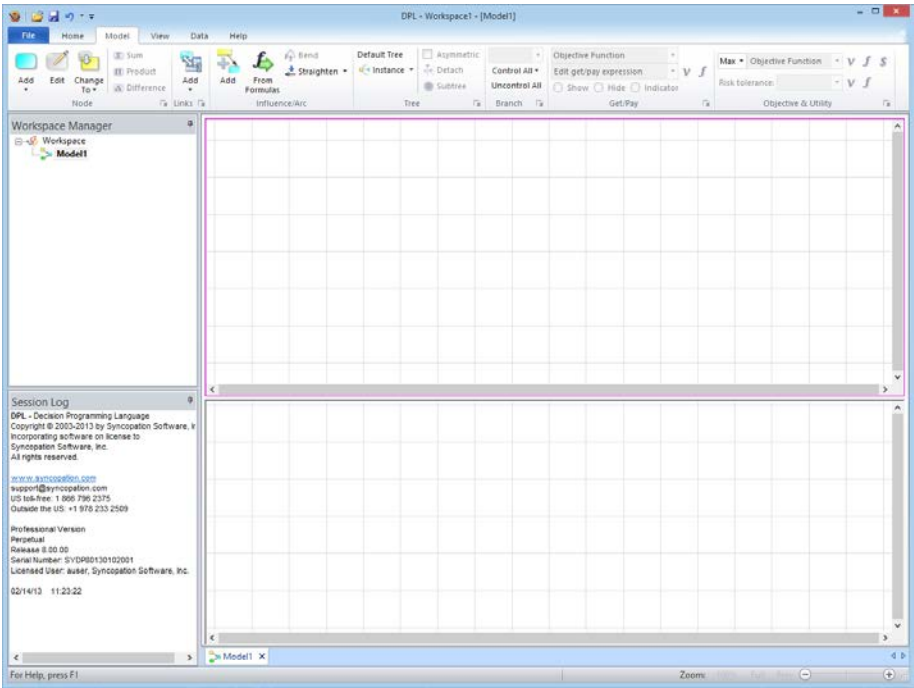 DPL - Workspace1 - [Model1]
File Home Model View Data Help
Add Edit Change To Sum Product Difference Add
Add From Formulas Bend Straighten
Default Tree Instance Asymmetric Detach Subtree
Control All Uncontrol All
Objective Function
Edit get/pay expression
Show Hide Indicator
Max Objective Function
Risk tolerance:
Node Links Influence/Arc Tree Branch Get/Pay Objective & Utility
Workspace Manager
Workspace
Model1
Session Log
DPL - Decision Programming Language
Copyright © 2003-2013 by Syncopation Software, I
Incorporating software on license to
Syncopation Software, Inc.
All rights reserved.
www.syncopation.com
support@syncopation.com
US toll-free: 1 866 796 2375
Outside the US: +1 978 233 2509
Professional Version
Perpetual
Release 8.00.00
Serial Number: SYDP80130102001
Licensed User: auser, Syncopation Software, Inc.
02/14/13 11:23:22
Model1
For Help, press F1
Zoom: